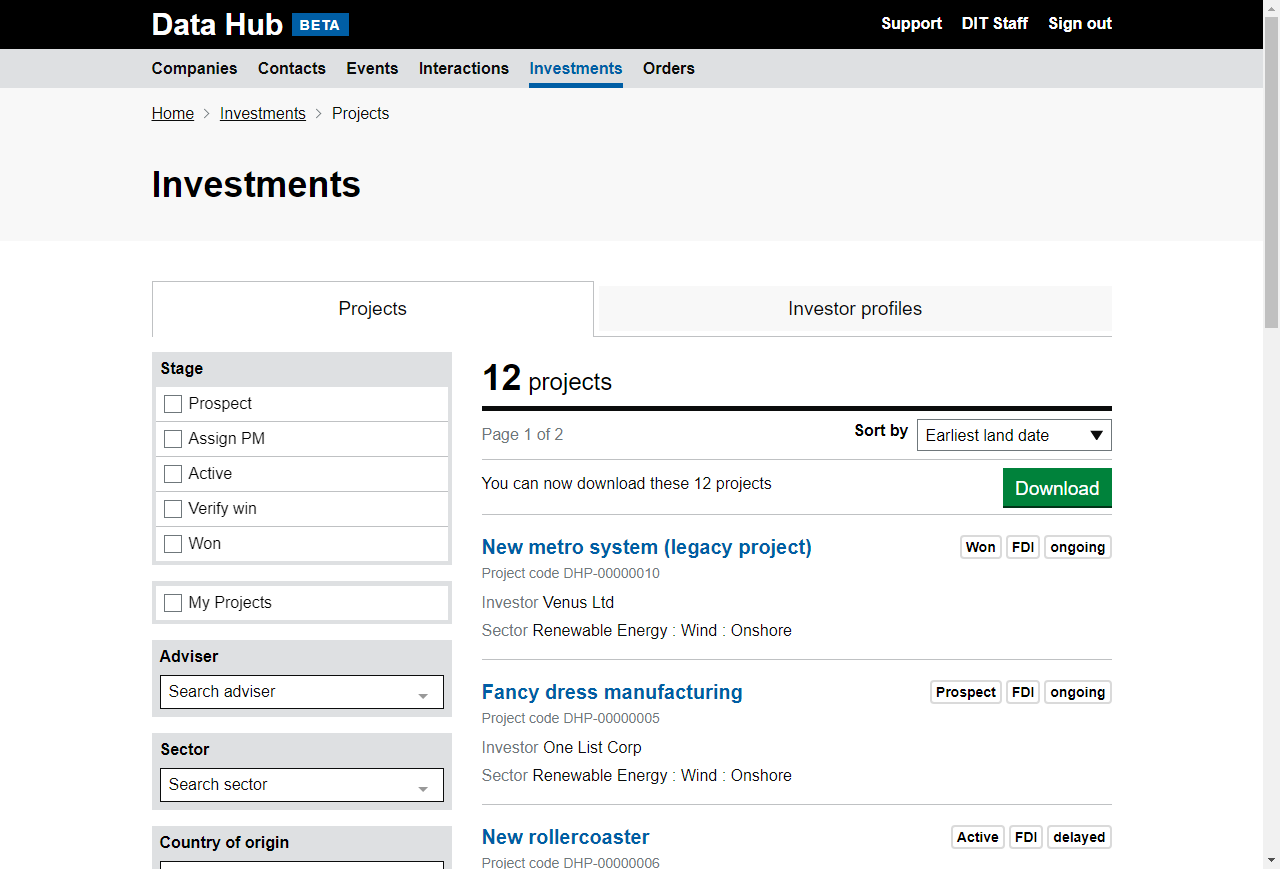 Data Hub BETA Support DIT Staff Sign out
Companies Contacts Events Interactions Investments Orders
Home Investments Projects
Investments
Projects Investor profiles
Stage
Prospect
Assign PM
Active
Verify win
Won
My Projects
Adviser
Search adviser
Sector
Search sector
Country of origin
12 projects
Page 1 of 2 Sort by Earliest land date
You can now download these 12 projects Download
New metro system (legacy project) Won FDI ongoing
Project code DHP-00000010
Investor Venus Ltd
Sector Renewable Energy : Wind : Onshore
Fancy dress manufacturing Prospect FDI ongoing
Project code DHP-00000005
Investor One List Corp
Sector Renewable Energy : Wind : Onshore
New rollercoaster Active FDI delayed
Project code DHP-00000006